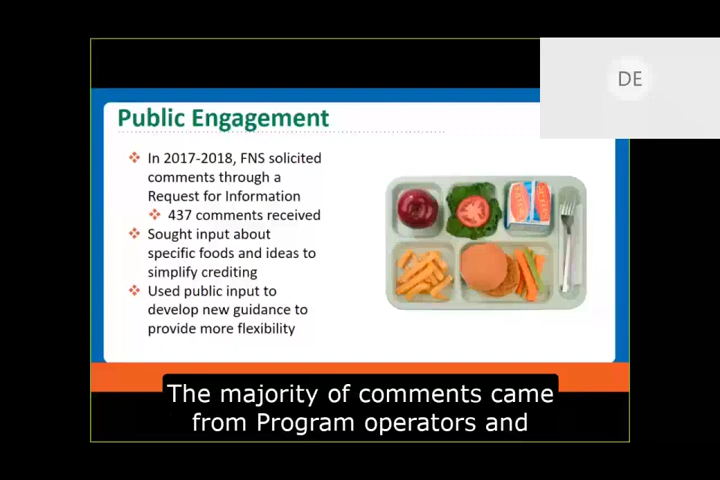 DE
Public Engagement
In 2017-2018, FNS solicited
comments through a
Request for Information
437 comments received
Sought input about
specific foods and ideas to
simplify crediting
Used public input to
develop new guidance to
provide more flexibility
The majority of comments came
from Program operators and